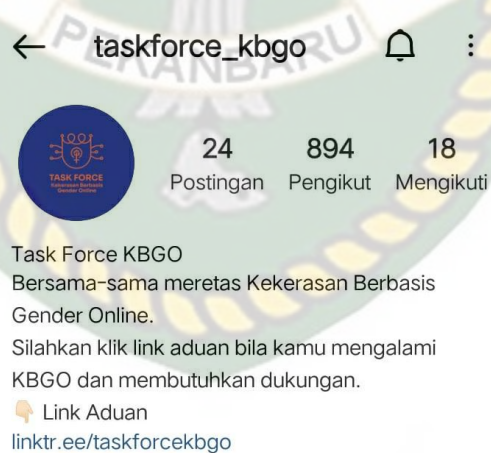 PEKANBARU
taskforce_kbgo
24 894 18
Postingan Pengikut Mengikuti
TASK FORCE
Kekerasan Berbasis
Gender Online
Task Force KBGO
Bersama-sama meretas Kekerasan Berbasis
Gender Online.
Silahkan klik link aduan bila kamu mengalami
KBGO dan membutuhkan dukungan.
👇🏻 Link Aduan
linktr.ee/taskforcekbgo